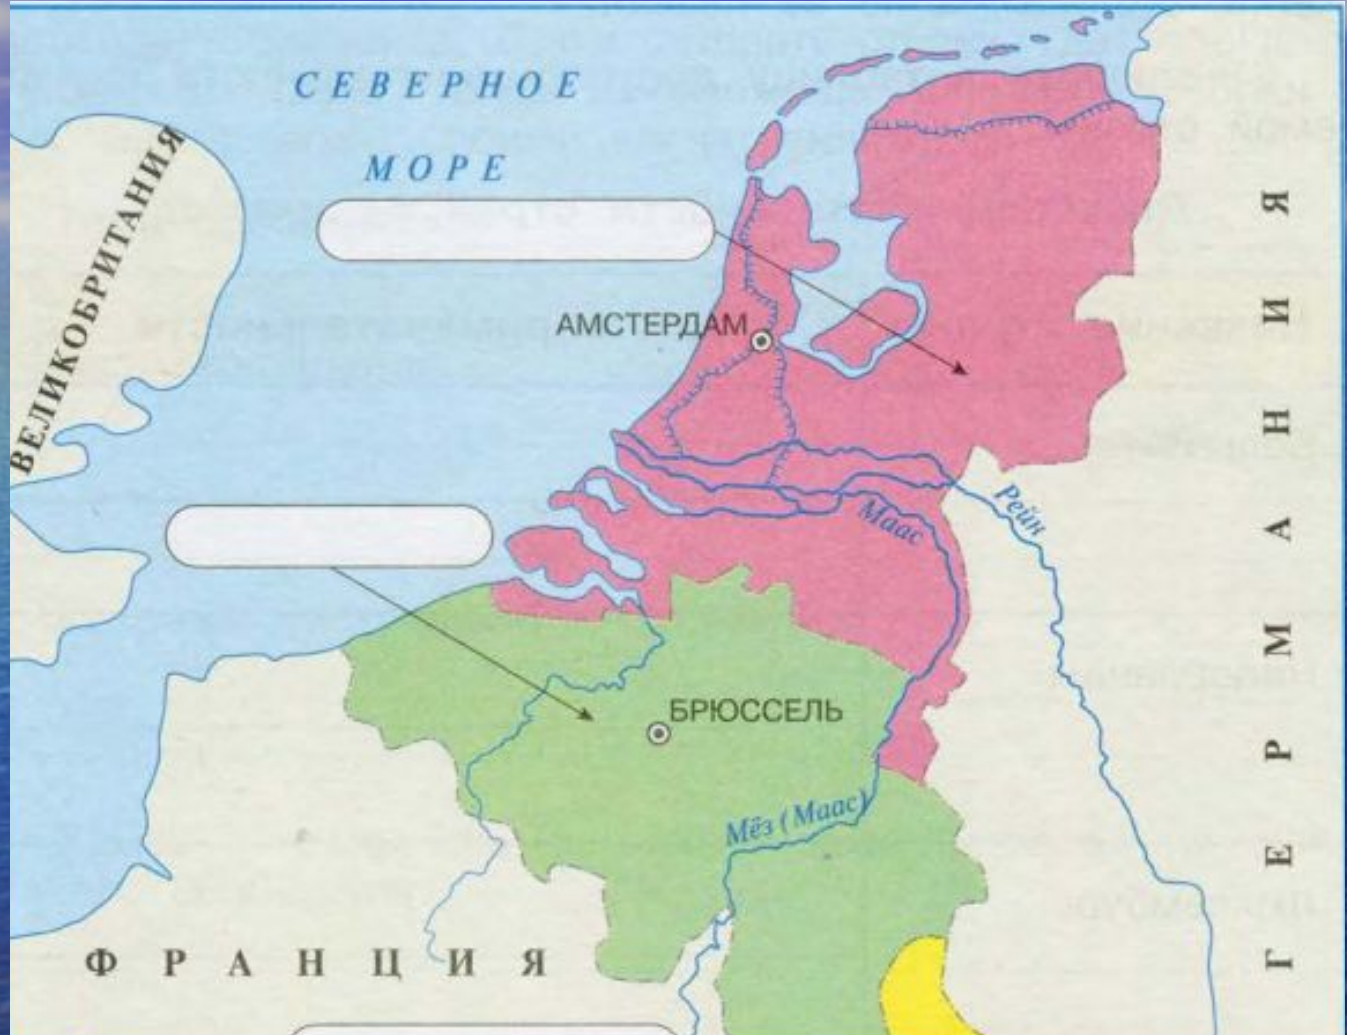 СЕВЕРНОЕ
МОРЕ
ВЕЛИКОБРИТАНИЯ
АМСТЕРДАМ
Рейн
Маас
ГЕРМАНИЯ
БРЮССЕЛЬ
Мёз (Маас)
ФРАНЦИЯ